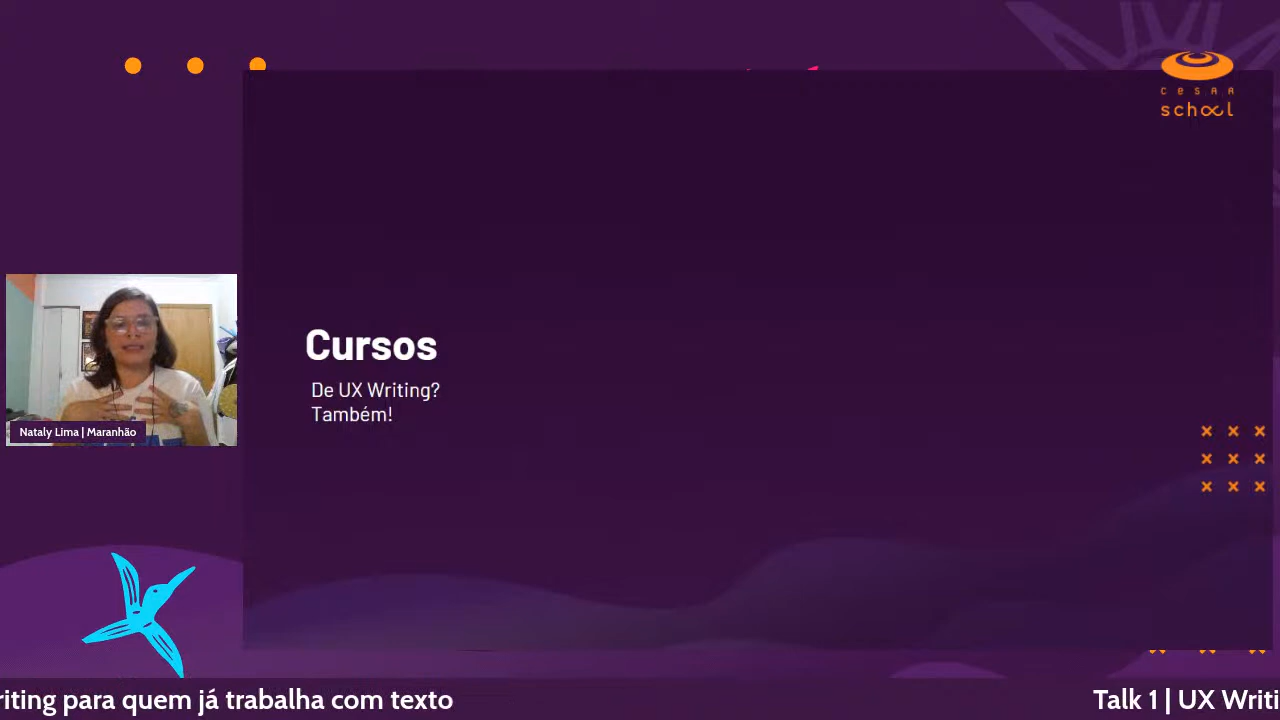 cesar
school
Cursos
De UX Writing?
Também!
Nataly Lima | Maranhão
riting para quem já trabalha com texto
Talk 1 | UX Writi